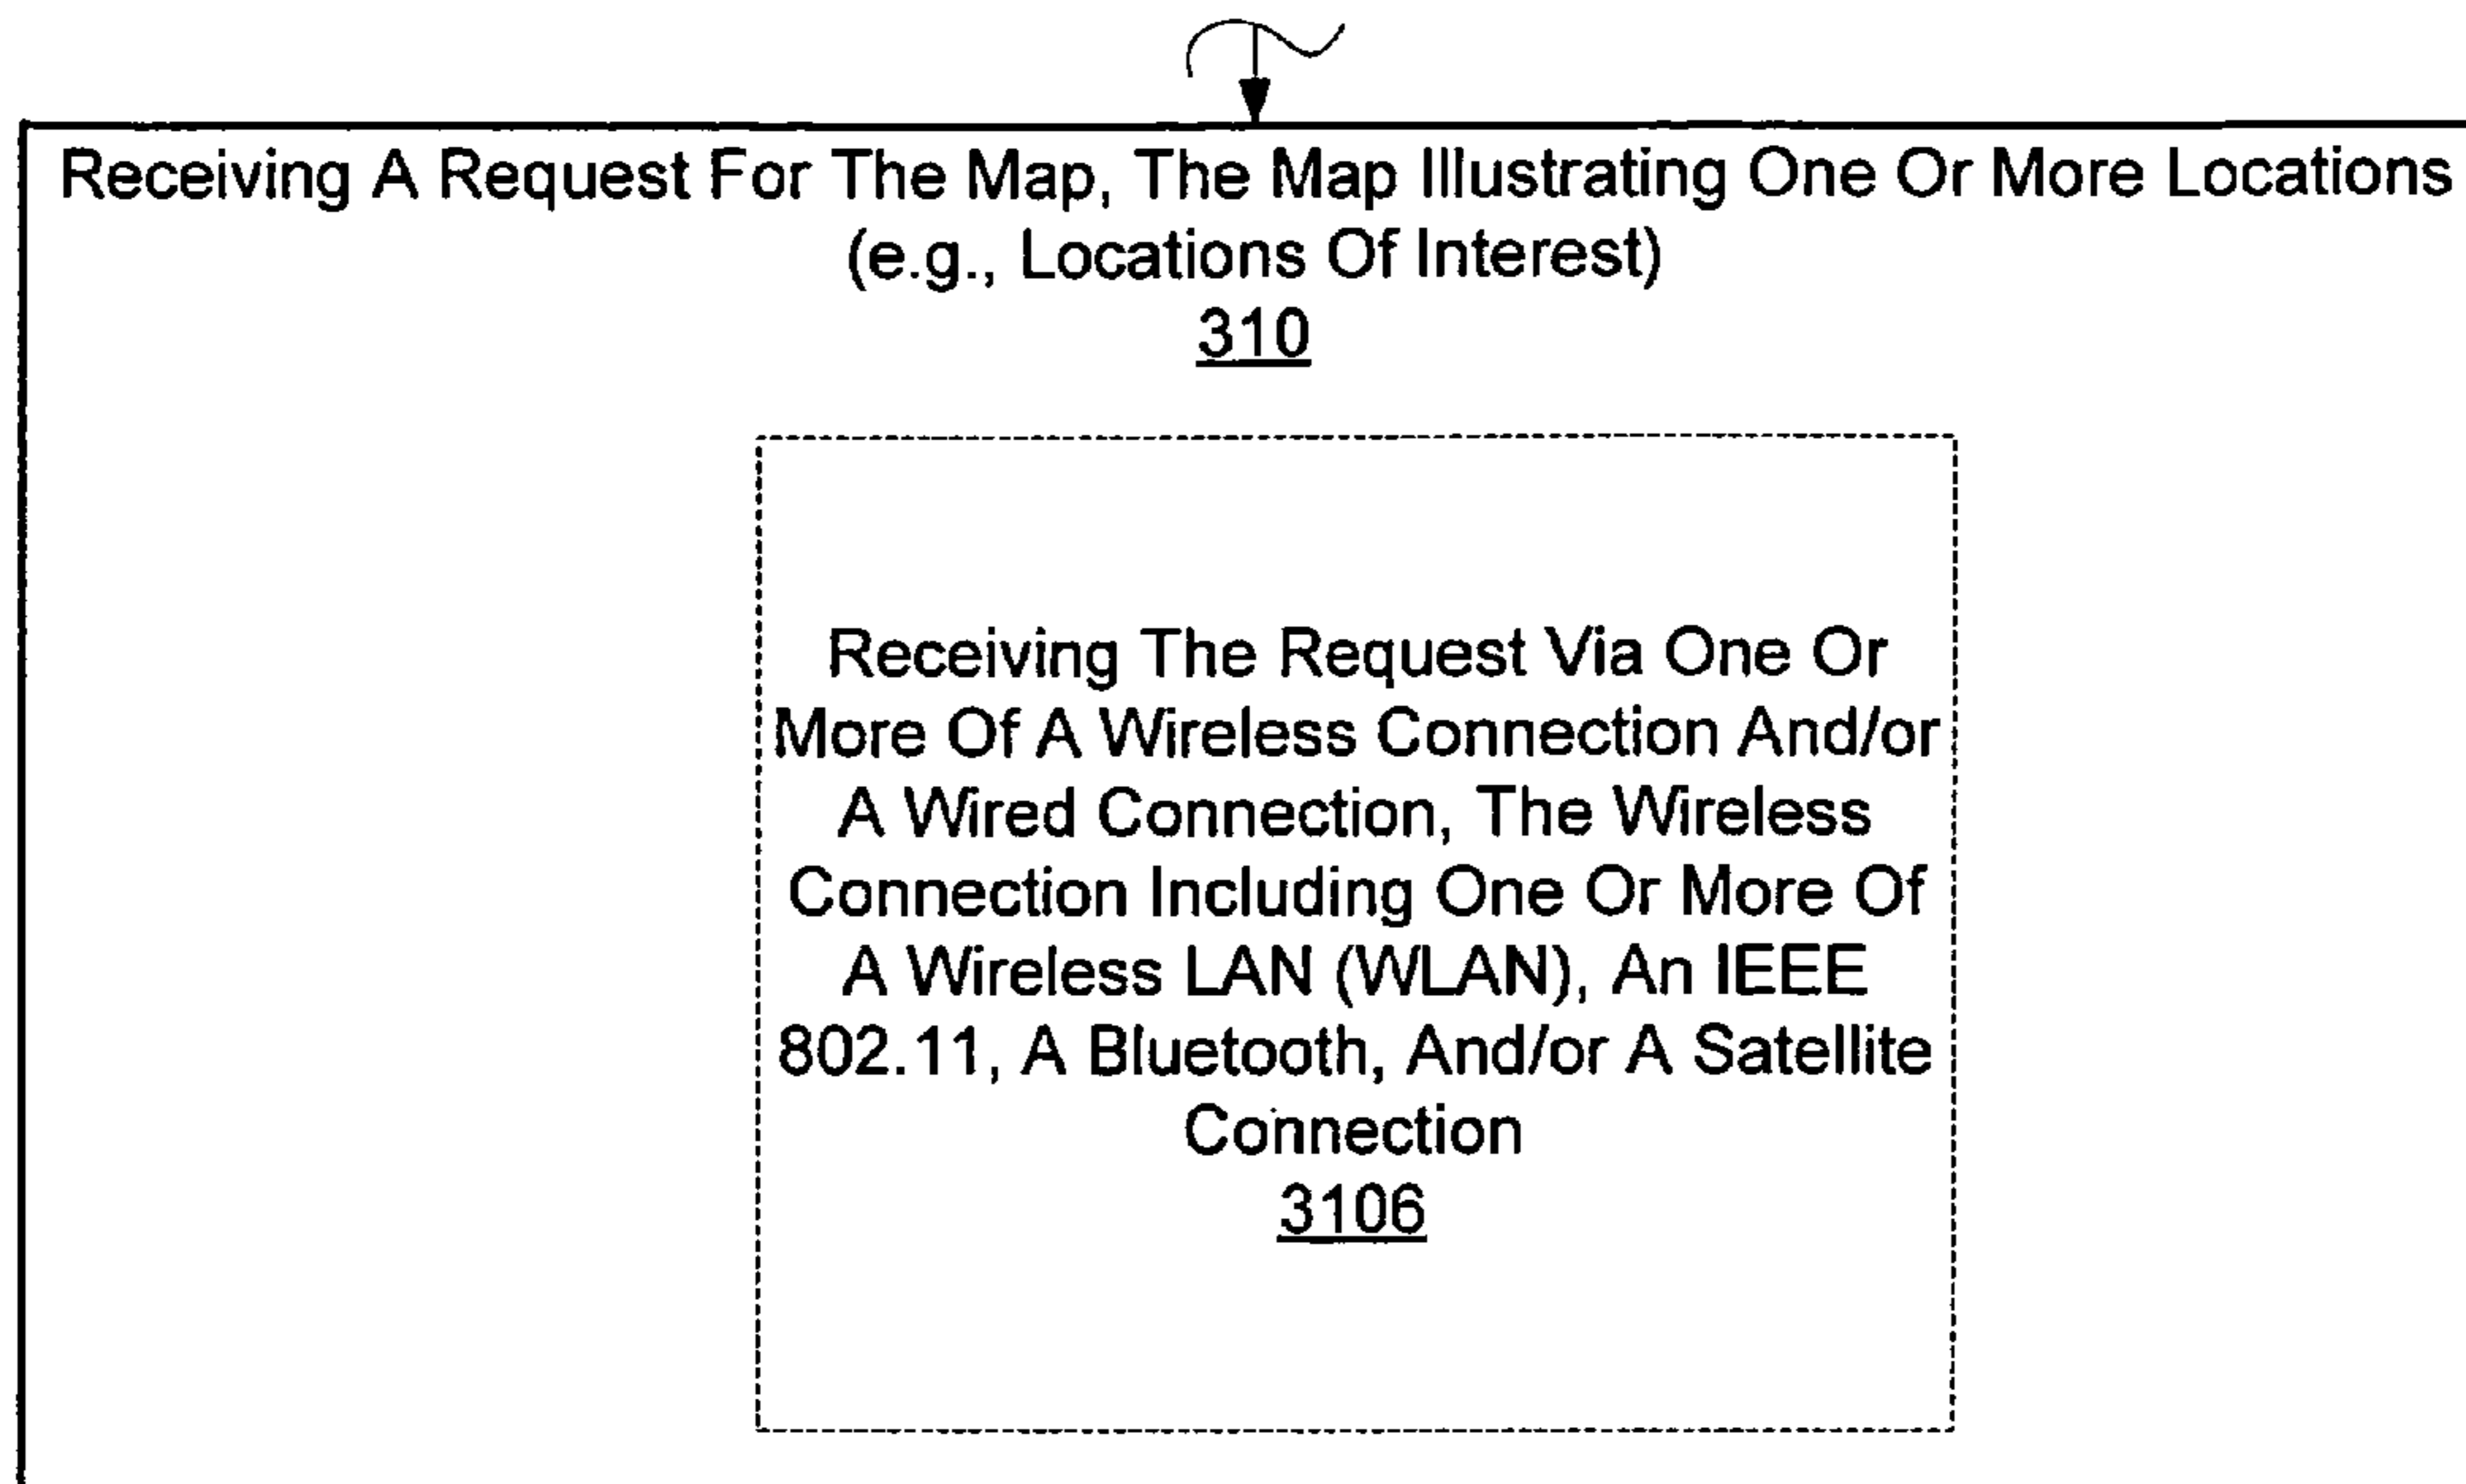 Receiving A Request For The Map, The Map Illustrating One Or More Locations
(e.g., Locations Of Interest)
310
Receiving The Request Via One Or
More Of A Wireless Connection And/or
A Wired Connection, The Wireless
Connection Including One Or More Of
A Wireless LAN (WLAN), An IEEE
802.11, A Bluetooth, And/or A Satellite
Connection
3106